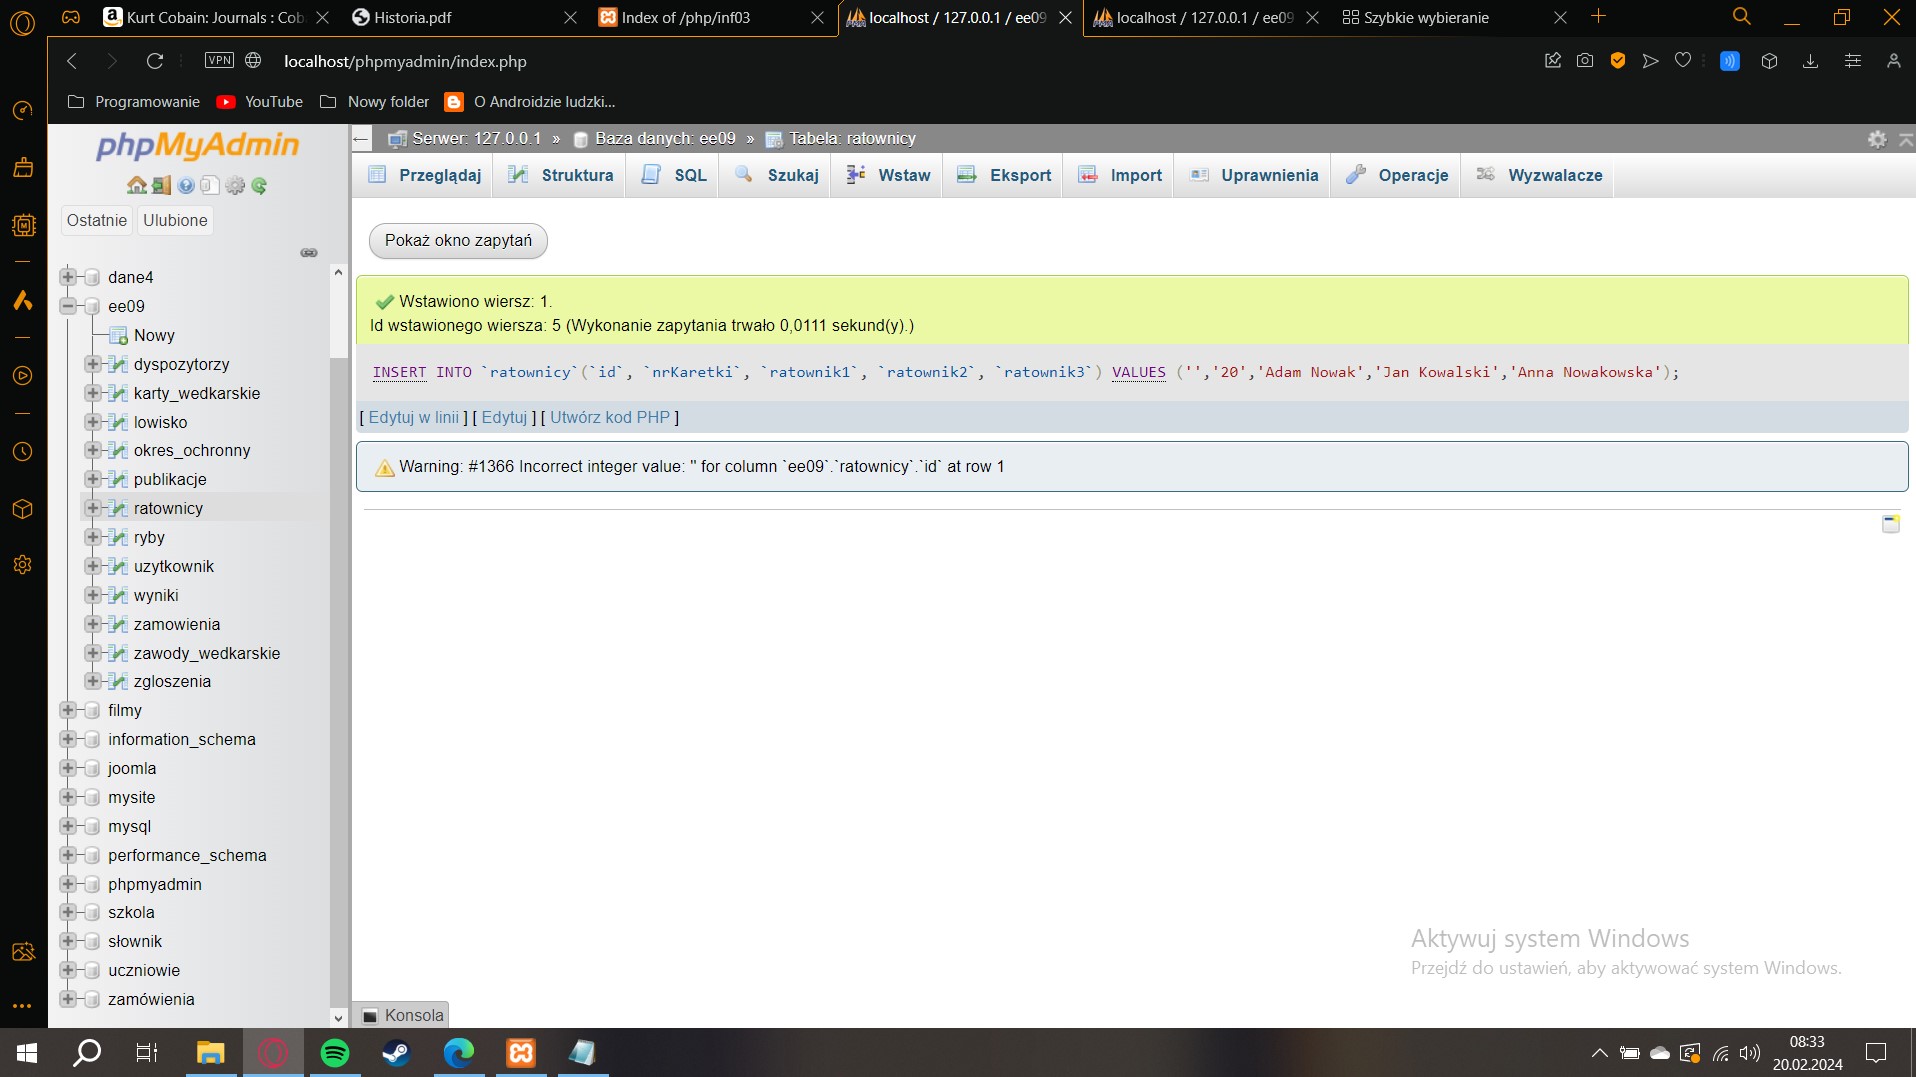 Kurt Cobain: Journals : Cob
Historia.pdf
Index of /php/inf03
localhost / 127.0.0.1 / ee09
localhost / 127.0.0.1 / ee09
Szybkie wybieranie
VPN
localhost/phpmyadmin/index.php
Programowanie
YouTube
Nowy folder
O Androidzie ludzki...
phpMyAdmin
Ostatnie
Ulubione
dane4
ee09
Nowy
dyspozytorzy
karty_wedkarskie
lowisko
okres_ochronny
publikacje
ratownicy
ryby
uzytkownik
wyniki
zamowienia
zawody_wedkarskie
zgloszenia
filmy
information_schema
joomla
mysite
mysql
performance_schema
phpmyadmin
szkola
słownik
uczniowie
zamówienia
Serwer: 127.0.0.1 » Baza danych: ee09 » Tabela: ratownicy
Przeglądaj
Struktura
SQL
Szukaj
Wstaw
Eksport
Import
Uprawnienia
Operacje
Wyzwalacze
Pokaż okno zapytań
Wstawiono wiersz: 1.
Id wstawionego wiersza: 5 (Wykonanie zapytania trwało 0,0111 sekund(y).)
INSERT INTO `ratownicy`(`id`, `nrKaretki`, `ratownik1`, `ratownik2`, `ratownik3`) VALUES ('','20','Adam Nowak','Jan Kowalski','Anna Nowakowska');
[ Edytuj w linii ] [ Edytuj ] [ Utwórz kod PHP ]
Warning: #1366 Incorrect integer value: '' for column `ee09`.`ratownicy`.`id` at row 1
Aktywuj system Windows
Przejdź do ustawień, aby aktywować system Windows.
Konsola
08:33
20.02.2024